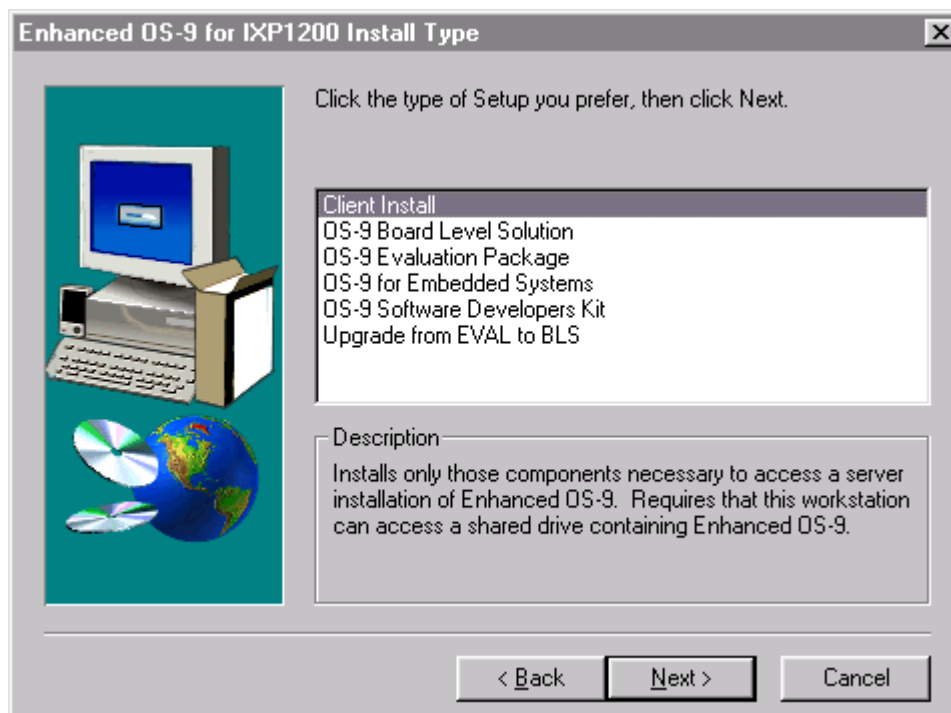 Enhanced OS-9 for IXP1200 Install Type
Click the type of Setup you prefer, then click Next.
Client Install
OS-9 Board Level Solution
OS-9 Evaluation Package
OS-9 for Embedded Systems
OS-9 Software Developers Kit
Upgrade from EVAL to BLS
Description
Installs only those components necessary to access a server
installation of Enhanced OS-9.  Requires that this workstation
can access a shared drive containing Enhanced OS-9.
< Back
Next >
Cancel